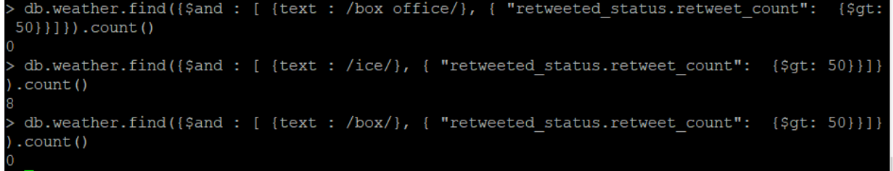 > db.weather.find({$and : [ {text : /box office/}, { "retweeted_status.retweet_count":  {$gt:
 50}}]}).count()
0
> db.weather.find({$and : [ {text : /ice/}, { "retweeted_status.retweet_count":  {$gt: 50}}]}
).count()
8
> db.weather.find({$and : [ {text : /box/}, { "retweeted_status.retweet_count":  {$gt: 50}}]}
).count()
0